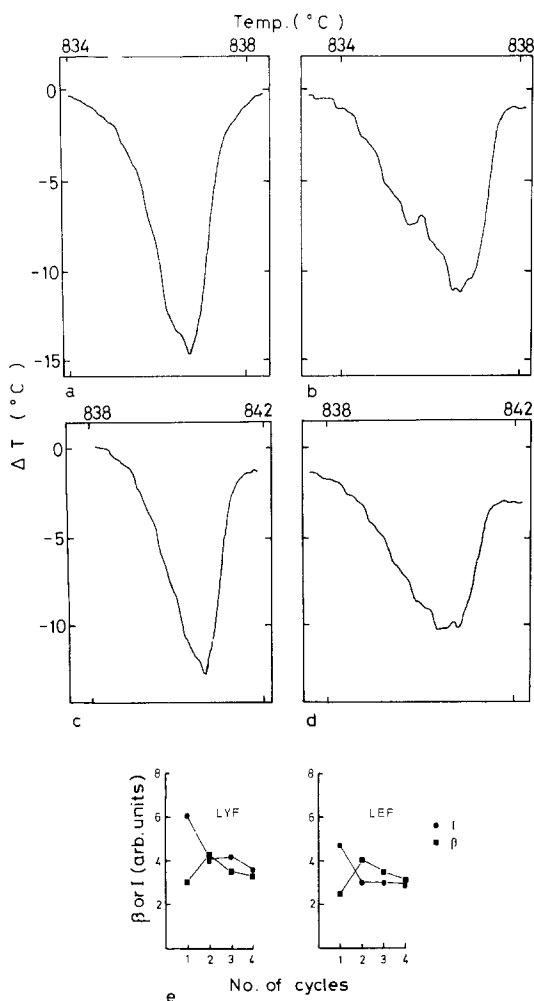 Temp.(°C)
834 838 834 838
0
-5
-10
-15
a b
ΔT (°C)
838 842 838 842
0
-5
-10
c d
β or I (arb. units)
8
6
4
2
LYF
1 2 3 4
8
6
4
2
LEF
1 2 3 4
● I
■ β
No. of cycles
e